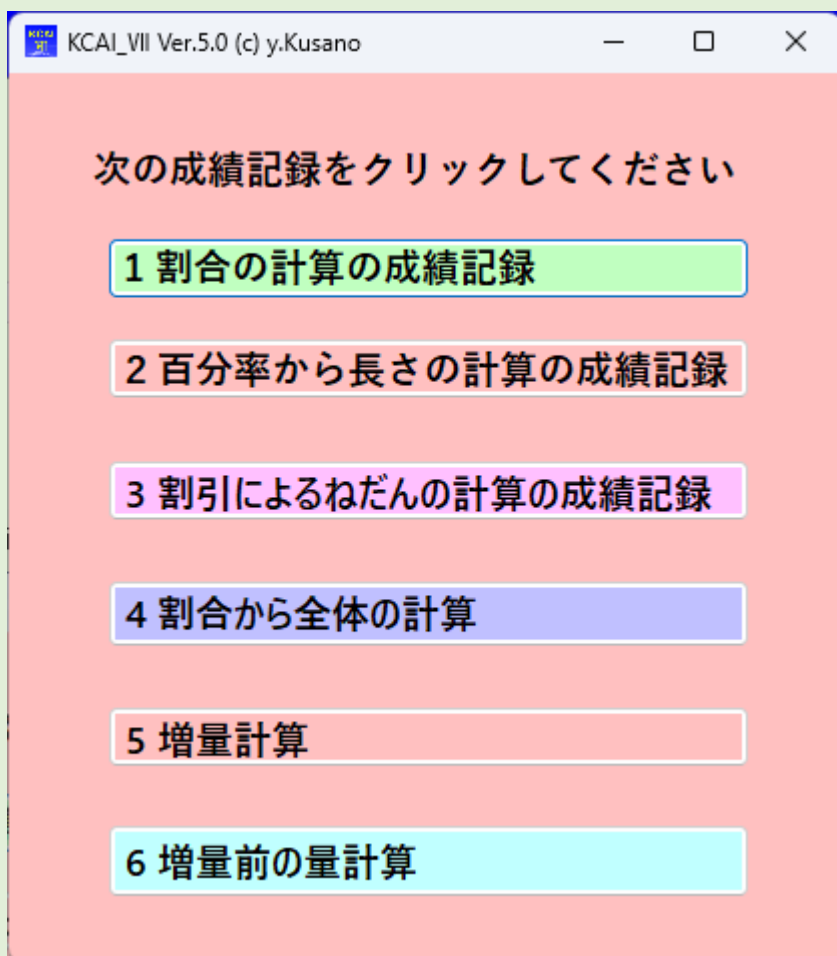 KCAI_VII Ver.5.0 (c) y.Kusano
次の成績記録をクリックしてください
1 割合の計算の成績記録
2 百分率から長さの計算の成績記録
3 割引によるねだんの計算の成績記録
4 割合から全体の計算
5 増量計算
6 増量前の量計算